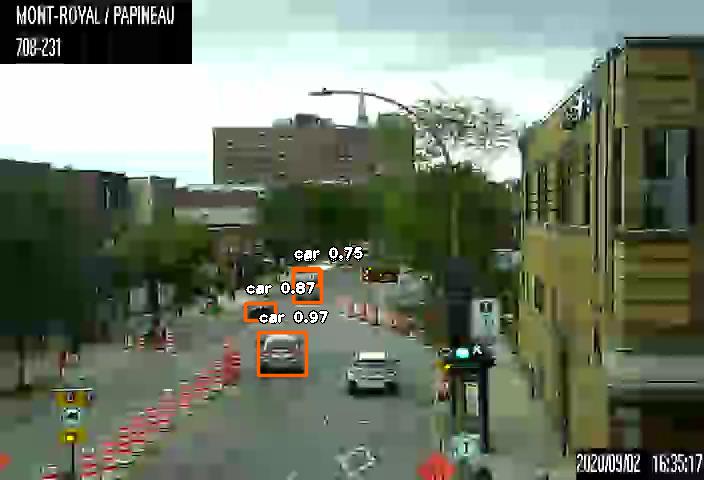 MONT-ROYAL / PAPINEAU
708-231
car 0.75
car 0.87
car 0.97
2020/09/02 16:35:17